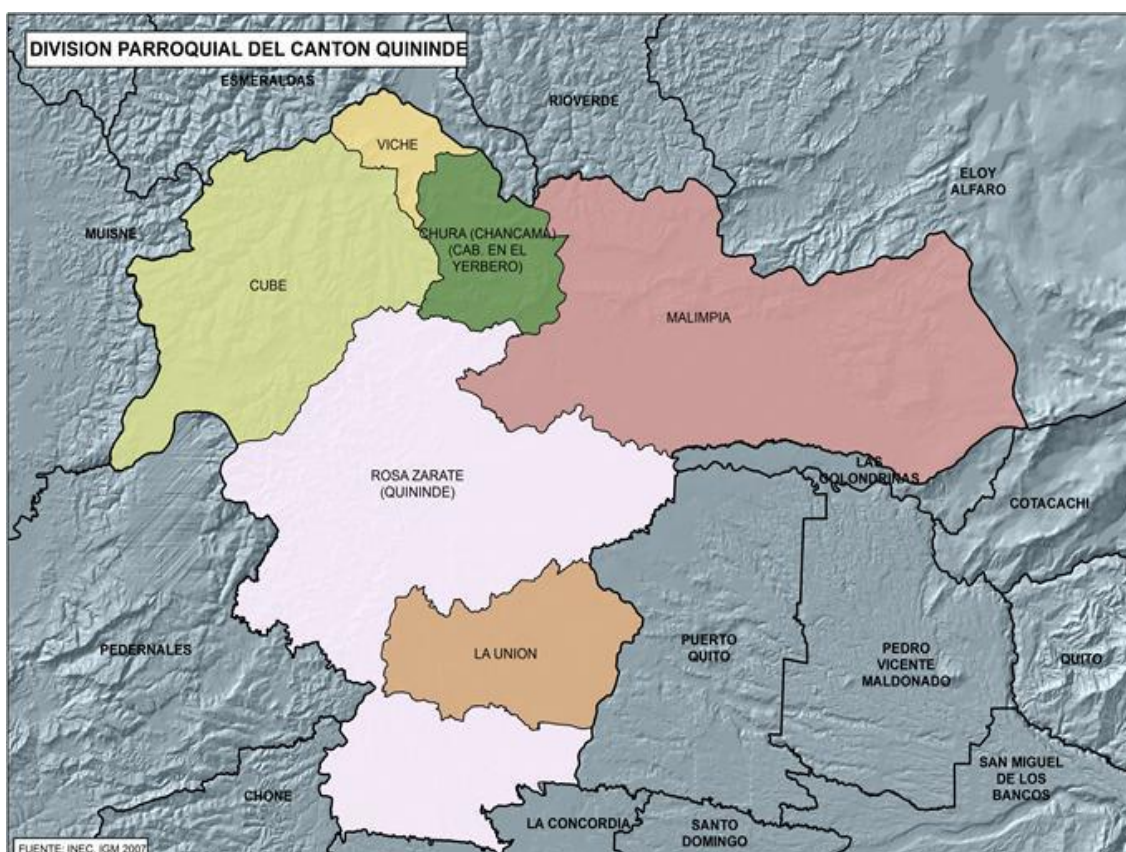 DIVISION PARROQUIAL DEL CANTON QUININDE
ESMERALDAS
RIOVERDE
VICHE
ELOY
ALFARO
MUISNE
CHURA (CHANCAMA)
(CAB. EN EL
YERBERO)
CUBE
MALIMPIA
ROSA ZARATE
(QUININDE)
LAS
GOLONDRINAS
COTACACHI
PEDERNALES
LA UNION
PUERTO
QUITO
PEDRO
VICENTE
MALDONADO
QUITO
CHONE
SAN MIGUEL
DE LOS
BANCOS
LA CONCORDIA
SANTO
DOMINGO
FUENTE: INEC, IGM 2007